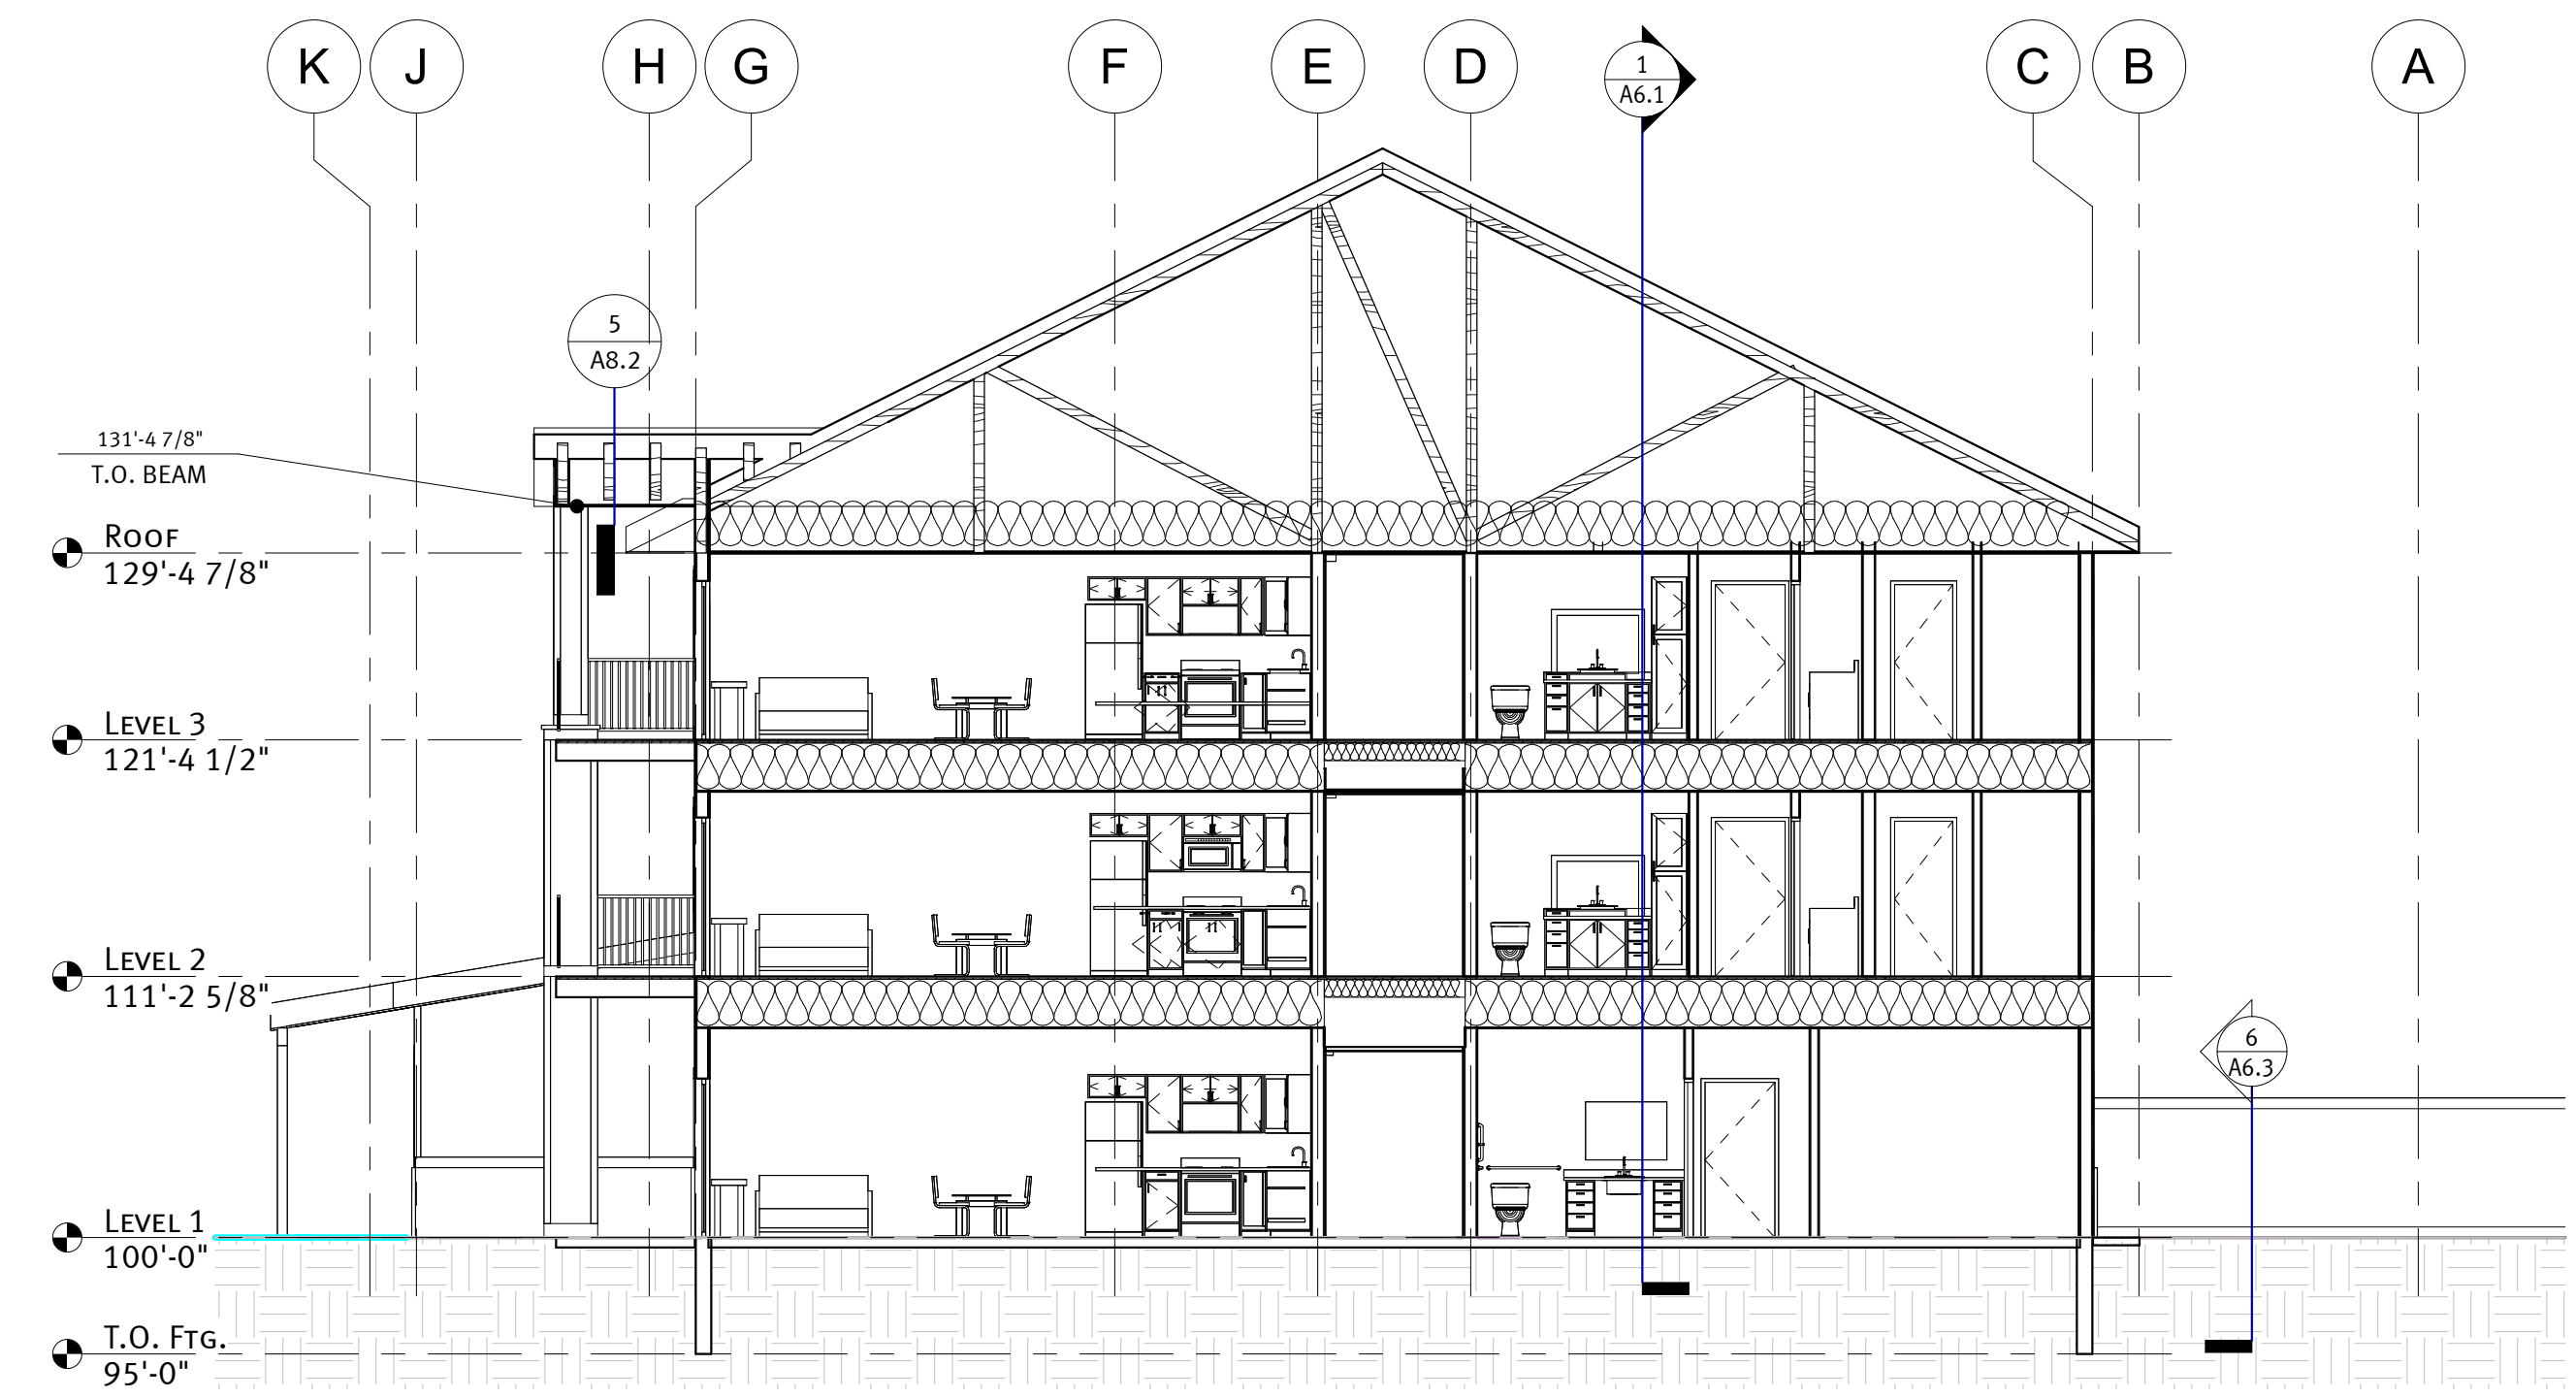 K J H G F E D C B A
1
A6.1
5
A8.2
131'-4 7/8"
T.O. BEAM
ROOF
129'-4 7/8"
LEVEL 3
121'-4 1/2"
LEVEL 2
111'-2 5/8"
6
A6.3
LEVEL 1
100'-0"
T.O. FTG.
95'-0"